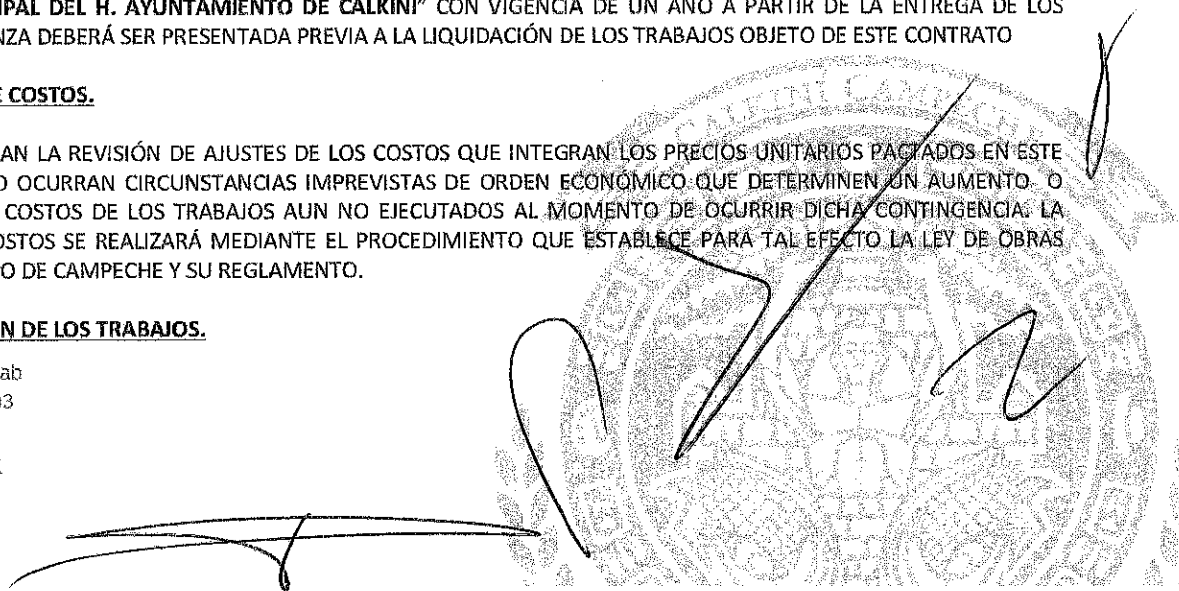 IPAL DEL H. AYUNTAMIENTO DE CALKINI” CON VIGENCIA DE UN AÑO A PARTIR DE LA ENTREGA DE LOS
NZA DEBERÁ SER PRESENTADA PREVIA A LA LIQUIDACIÓN DE LOS TRABAJOS OBJETO DE ESTE CONTRATO
E COSTOS.
AN LA REVISIÓN DE AJUSTES DE LOS COSTOS QUE INTEGRAN LOS PRECIOS UNITARIOS PACTADOS EN ESTE
O OCURRAN CIRCUNSTANCIAS IMPREVISTAS DE ORDEN ECONÓMICO QUE DETERMINEN UN AUMENTO O
COSTOS DE LOS TRABAJOS AUN NO EJECUTADOS AL MOMENTO DE OCURRIR DICHA CONTINGENCIA. LA
OSTOS SE REALIZARÁ MEDIANTE EL PROCEDIMIENTO QUE ESTABLECE PARA TAL EFECTO LA LEY DE OBRAS
O DE CAMPECHE Y SU REGLAMENTO.
N DE LOS TRABAJOS.
ab
03
CALKINI CAMPECHE